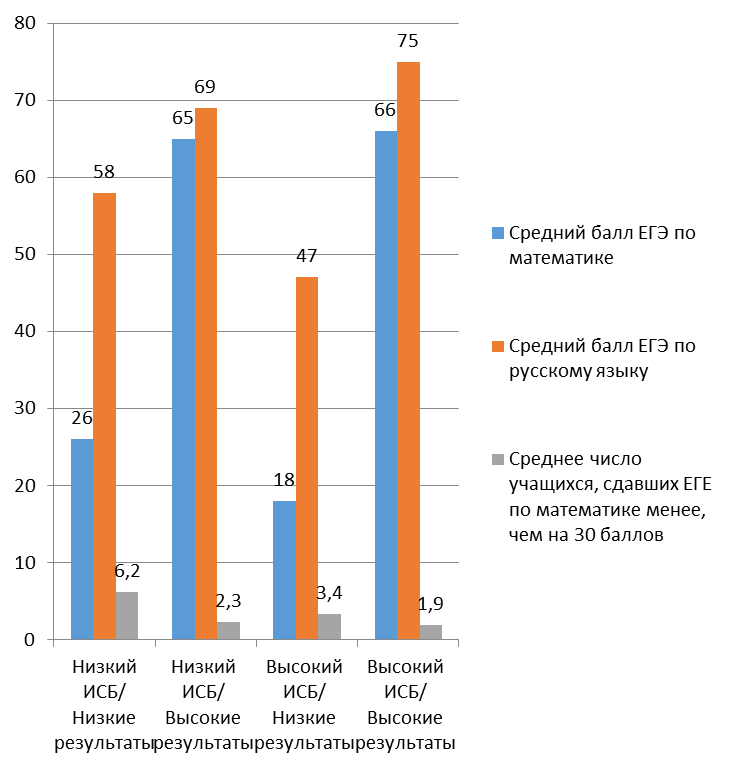 80
70
60
50
40
30
20
10
0
26
58
6,2
65
69
2,3
18
47
3,4
66
75
1,9
Низкий
ИСБ/
Низкие
результаты
Низкий
ИСБ/
Высокие
результаты
Высокий
ИСБ/
Низкие
результаты
Высокий
ИСБ/
Высокие
результаты
Средний балл ЕГЭ по
математике
Средний балл ЕГЭ по
русскому языку
Среднее число
учащихся, сдавших ЕГЕ
по математике менее,
чем на 30 баллов